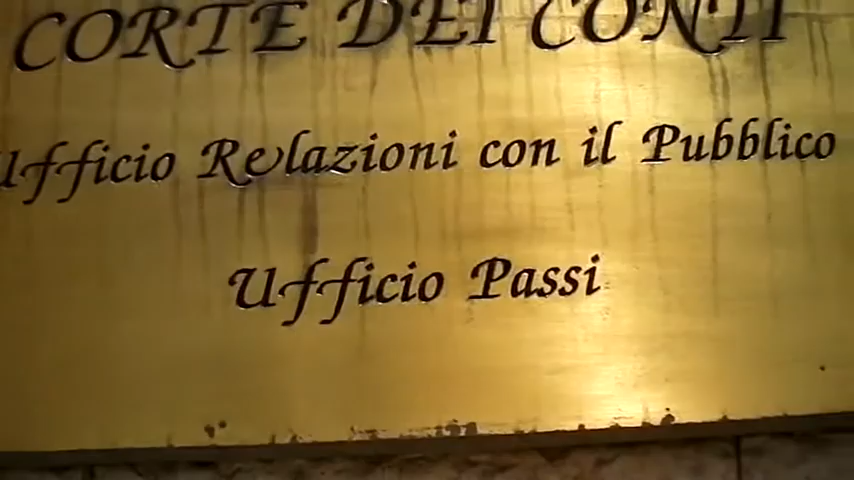 CORTE DEI CONTI
Ufficio Relazioni con il Pubblico
Ufficio Passi